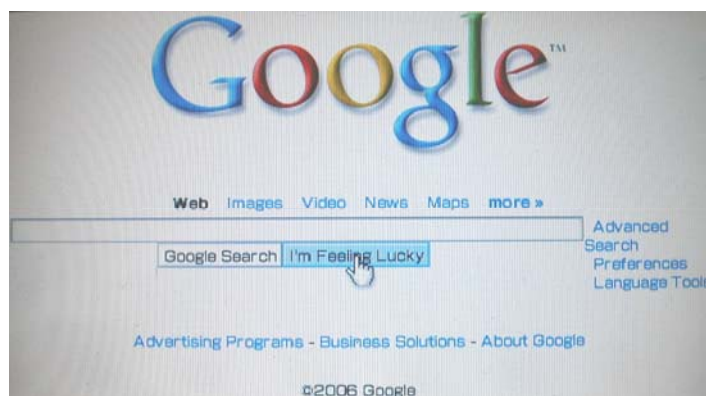 Google™
Web Images Video News Maps more »
Advanced
Search
Google Search I'm Feeling Lucky
Preferences
Language Tools
Advertising Programs - Business Solutions - About Google
©2006 Google